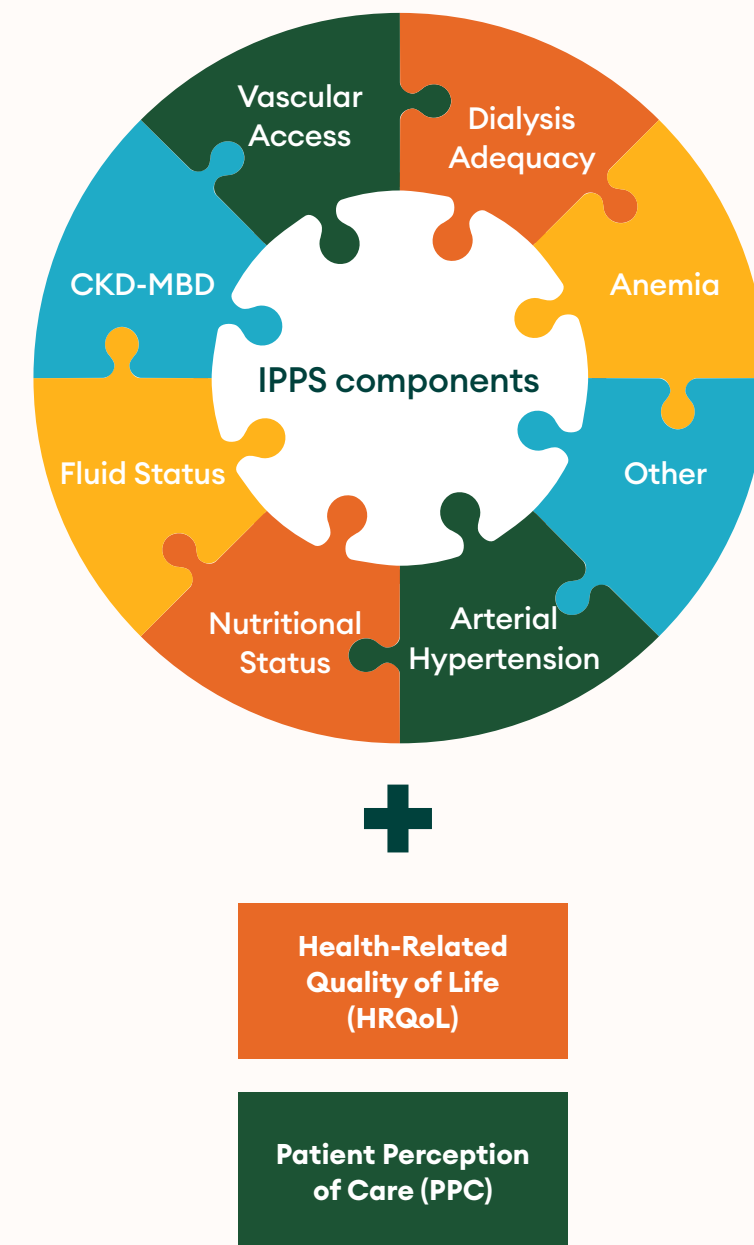 Vascular
Access
Dialysis
Adequacy
CKD-MBD
Anemia
IPPS components
Fluid Status
Other
Nutritional
Status
Arterial
Hypertension
Health-Related
Quality of Life
(HRQoL)
Patient Perception
of Care (PPC)